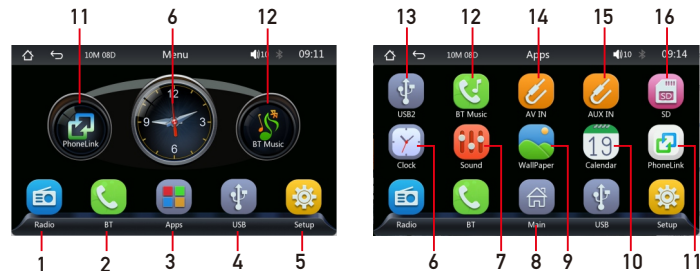 11 6 12
10M 08D Menu 10 09:11
12
9 3
6
PhoneLink BT Music
Radio BT Apps USB Setup
1 2 3 4 5
13 12 14 15 16
10M 08D Apps 10 09:14
SD
USB2 BT Music AV IN AUX IN SD
19
Clock Sound WallPaper Calendar PhoneLink
Radio BT Main USB Setup
6 7 8 9 10 11